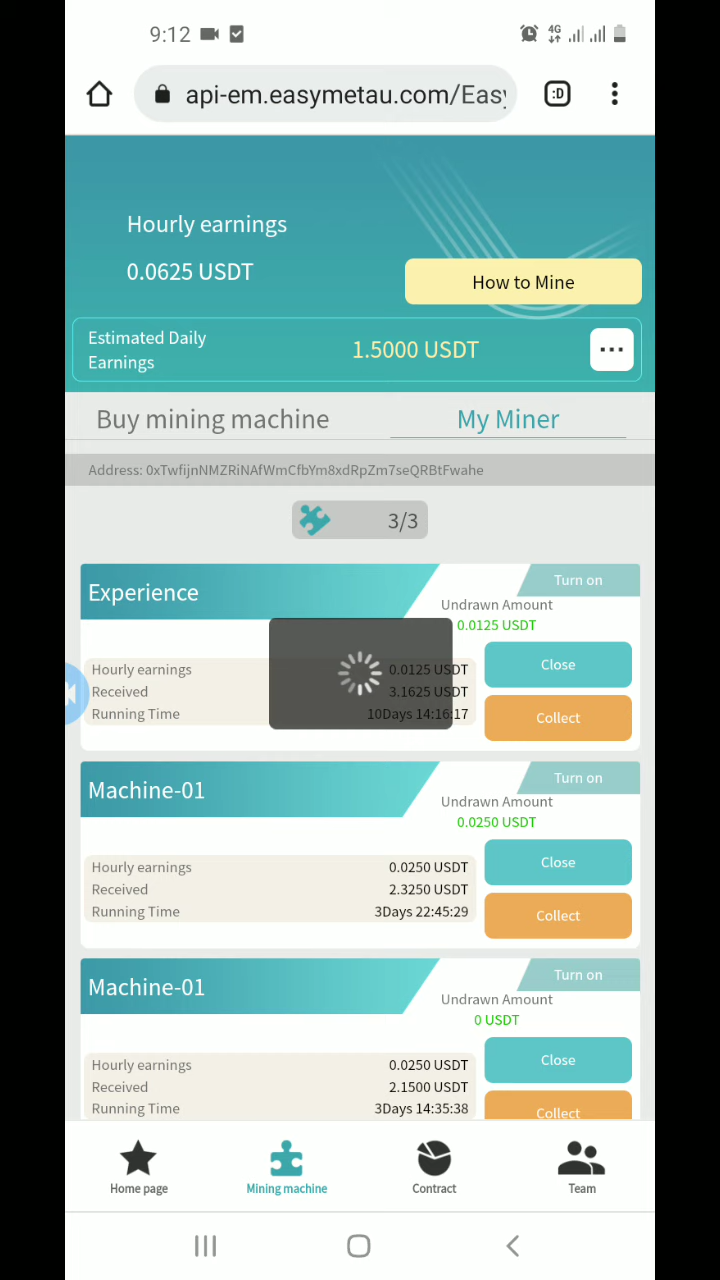 9:12
4G
:D
api-em.easymetau.com/Easy
Hourly earnings
0.0625 USDT
How to Mine
Estimated Daily
Earnings
1.5000 USDT
Buy mining machine
My Miner
Address: 0xTwfijnNMZRiNAfWmCfbYm8xdRpZm7seQRBtFwahe
3/3
Experience
Turn on
Undrawn Amount
0.0125 USDT
Hourly earnings 0.0125 USDT
Received 3.1625 USDT
Running Time 10Days 14:16:17
Close
Collect
Machine-01
Turn on
Undrawn Amount
0.0250 USDT
Hourly earnings 0.0250 USDT
Received 2.3250 USDT
Running Time 3Days 22:45:29
Close
Collect
Machine-01
Turn on
Undrawn Amount
0 USDT
Hourly earnings 0.0250 USDT
Received 2.1500 USDT
Running Time 3Days 14:35:38
Close
Collect
Home page
Mining machine
Contract
Team